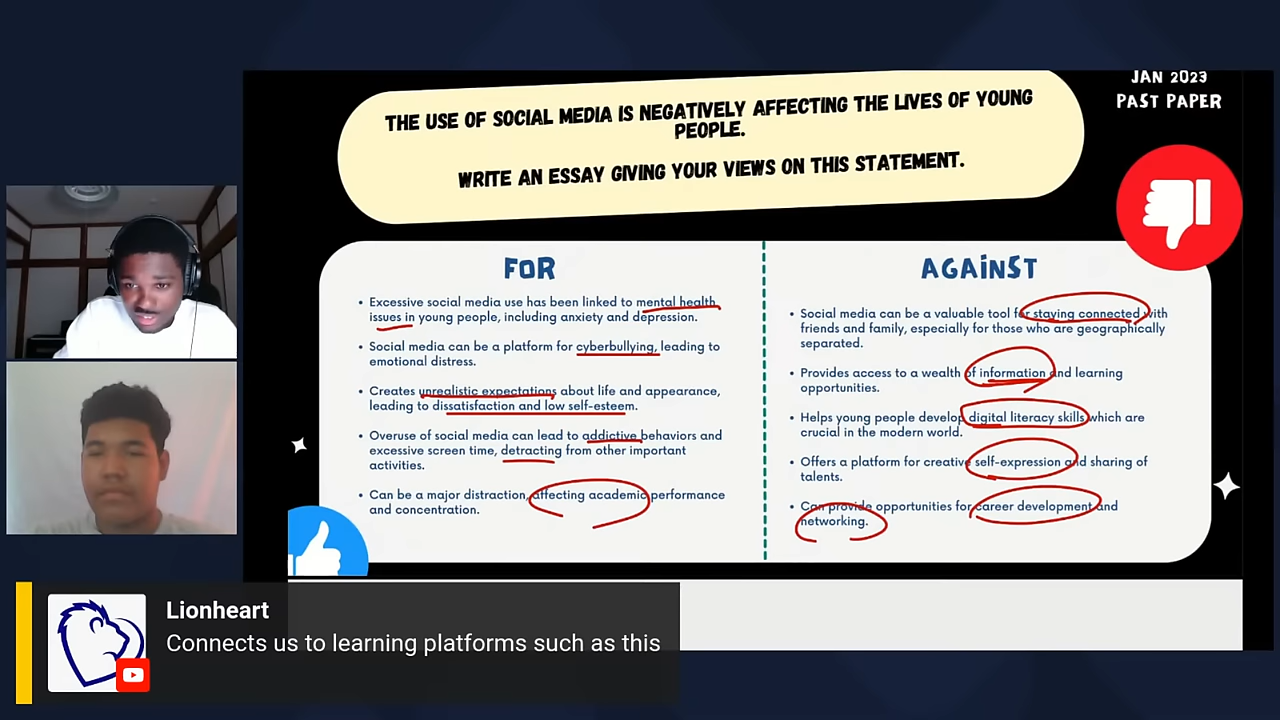 JAN 2023
PAST PAPER
THE USE OF SOCIAL MEDIA IS NEGATIVELY AFFECTING THE LIVES OF YOUNG
PEOPLE.
WRITE AN ESSAY GIVING YOUR VIEWS ON THIS STATEMENT.
FOR
• Excessive social media use has been linked to mental health
issues in young people, including anxiety and depression.
• Social media can be a platform for cyberbullying, leading to
emotional distress.
• Creates unrealistic expectations about life and appearance,
leading to dissatisfaction and low self-esteem.
• Overuse of social media can lead to addictive behaviors and
excessive screen time, detracting from other important
activities.
• Can be a major distraction, affecting academic performance
and concentration.
AGAINST
• Social media can be a valuable tool for staying connected with
friends and family, especially for those who are geographically
separated.
• Provides access to a wealth of information and learning
opportunities.
• Helps young people develop digital literacy skills which are
crucial in the modern world.
• Offers a platform for creative self-expression and sharing of
talents.
• Can provide opportunities for career development and
networking.
Lionheart
Connects us to learning platforms such as this